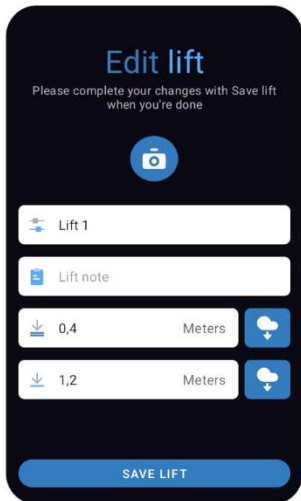 Edit lift
Please complete your changes with Save lift
when you're done
Lift 1
Lift note
0,4 Meters
1,2 Meters
SAVE LIFT